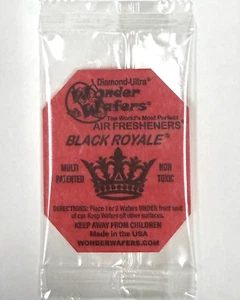 Diamond-Ultra®
Wonder
Wafers®
The World's Most Perfect
AIR FRESHENERS
BLACK ROYALE®
MULTI NON
PATENTED TOXIC
DIRECTIONS: Place 1 or 2 Wafers UNDER front seat
of car. Keep Wafers off other surfaces.
KEEP AWAY FROM CHILDREN
Made in the USA
WONDERWAFERS.COM